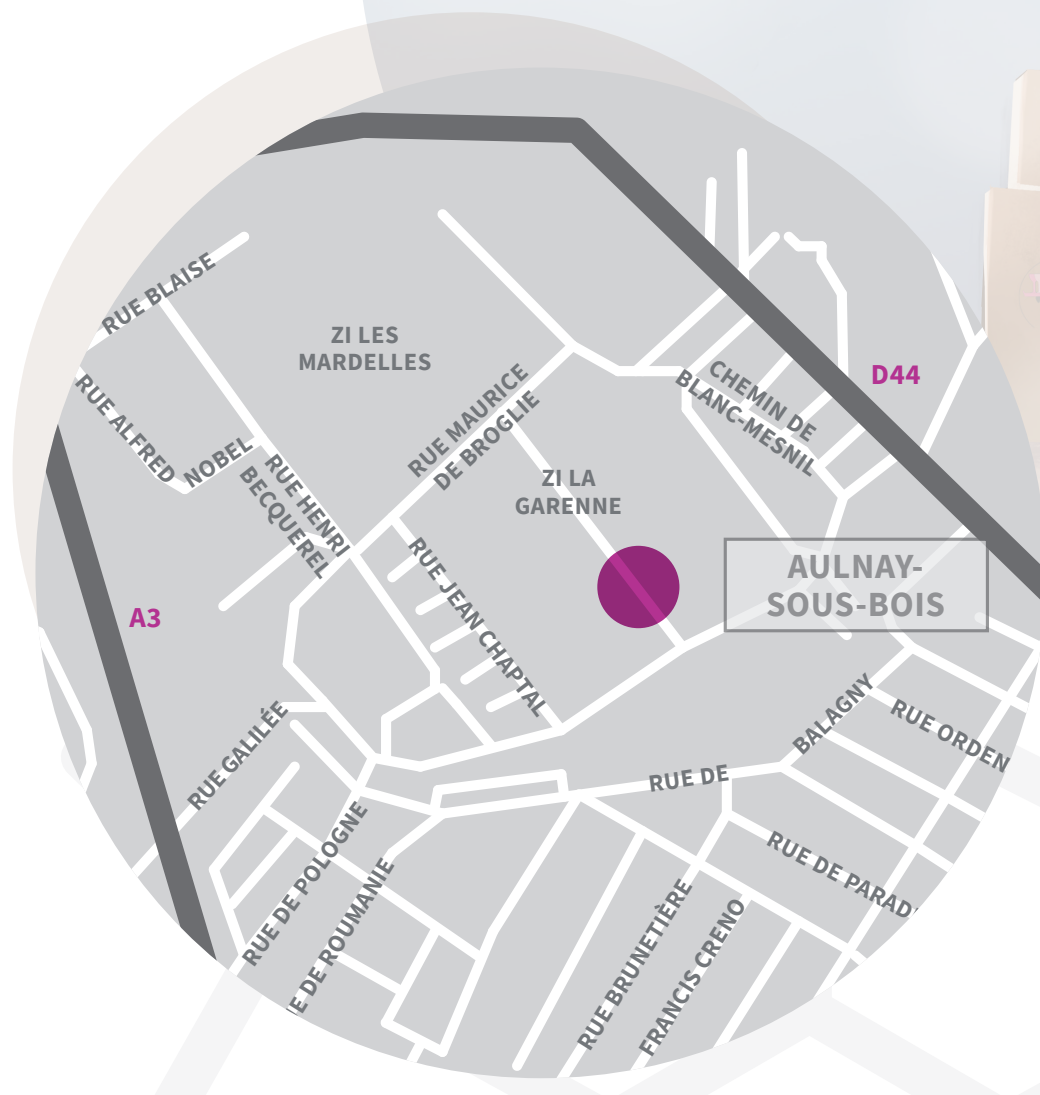 RUE BLAISE
ZI LES
MARDELLES
RUE ALFRED
NOBEL
RUE HENRI
BECQUEREL
RUE MAURICE
DE BROGLIE
CHEMIN DE
BLANC-MESNIL
D44
ZI LA
GARENNE
AULNAY-
SOUS-BOIS
A3
RUE JEAN CHAPTAL
RUE GALILÉE
BALAGNY
RUE ORDEN
RUE DE
RUE DE POLOGNE
E DE ROUMANIE
RUE DE PARAD
RUE BRUNETIÈRE
FRANCIS CRENO